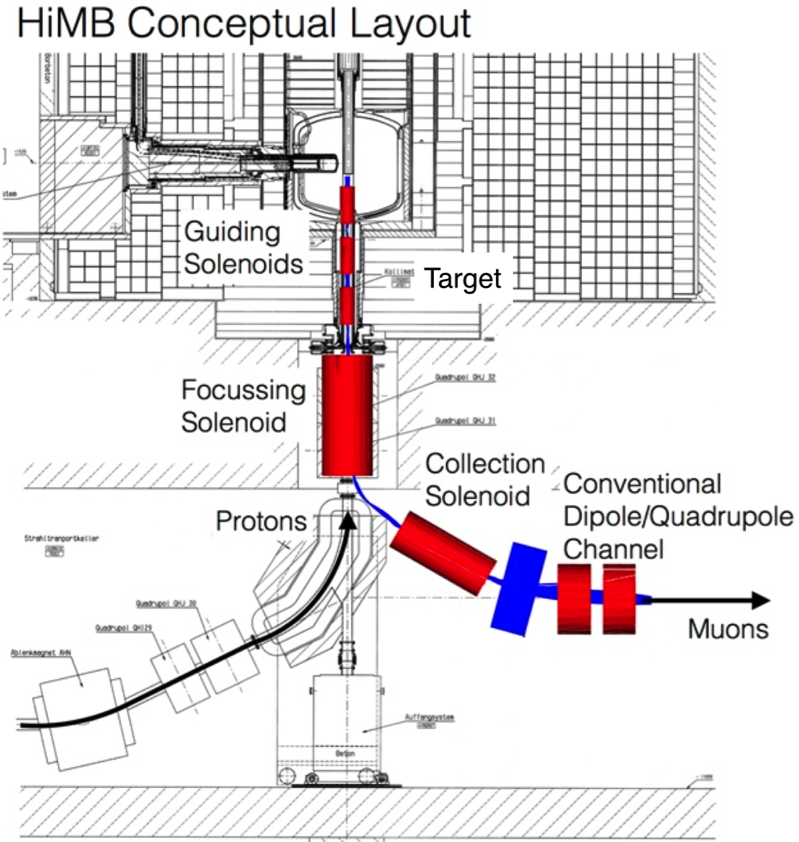 HiMB Conceptual Layout
Guiding
Solenoids
Target
Focussing
Solenoid
Quadrupol QHJ 32
Quadrupol QHJ 31
Collection
Solenoid
Conventional
Dipole/Quadrupole
Channel
Protons
Strahltranportkeller
Quadrupol QHJ 30
Quadrupol QHJ29
Muons
Ablenkmagnet AHN
Auffangsystem
Beton